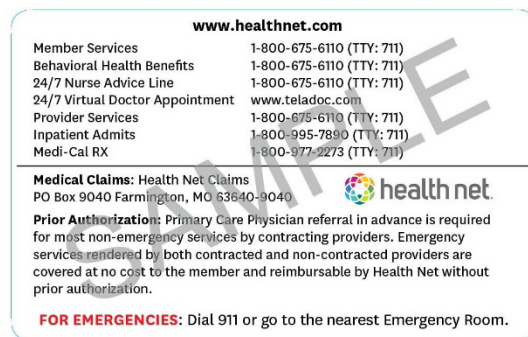 www.healthnet.com
Member Services 1-800-675-6110 (TTY: 711)
Behavioral Health Benefits 1-800-675-6110 (TTY: 711)
24/7 Nurse Advice Line 1-800-675-6110 (TTY: 711)
24/7 Virtual Doctor Appointment www.teladoc.com
Provider Services 1-800-675-6110 (TTY: 711)
Inpatient Admits 1-800-995-7890 (TTY: 711)
Medi-Cal RX 1-800-977-2273 (TTY: 711)
Medical Claims: Health Net Claims
PO Box 9040 Farmington, MO 63640-9040
health net.
Prior Authorization: Primary Care Physician referral in advance is required
for most non-emergency services by contracting providers. Emergency
services rendered by both contracted and non-contracted providers are
covered at no cost to the member and reimbursable by Health Net without
prior authorization.
FOR EMERGENCIES: Dial 911 or go to the nearest Emergency Room.
SAMPLE